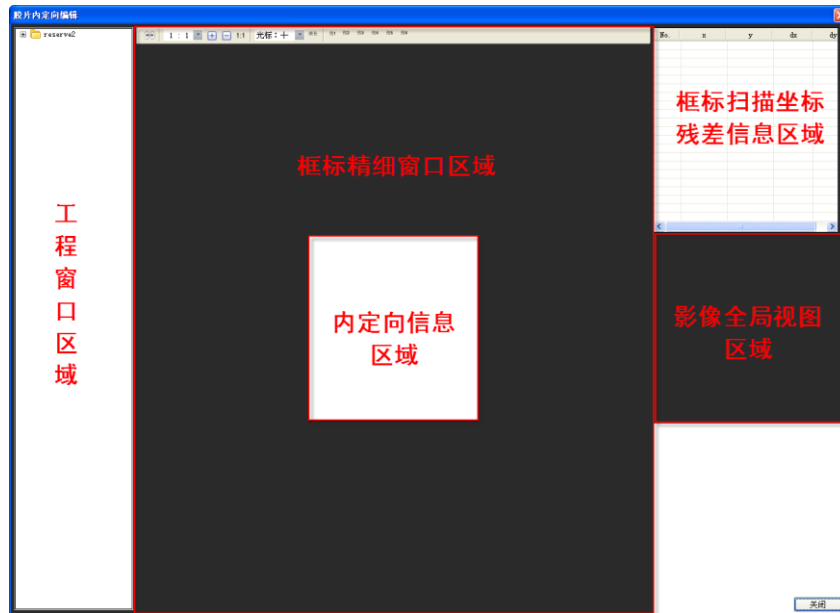 胶片内定向编辑
reserve2
1 : 1
1:1
光标：
No. x y dx dy
框标扫描坐标
残差信息区域
框标精细窗口区域
工
程
窗
口
区
域
内定向信息
区域
影像全局视图
区域
关闭